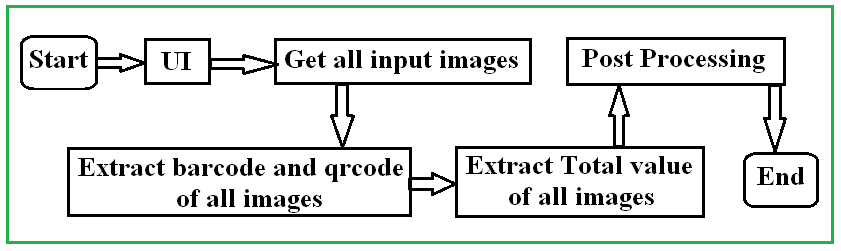 Start
UI
Get all input images
Extract barcode and qrcode
of all images
Extract Total value
of all images
Post Processing
End